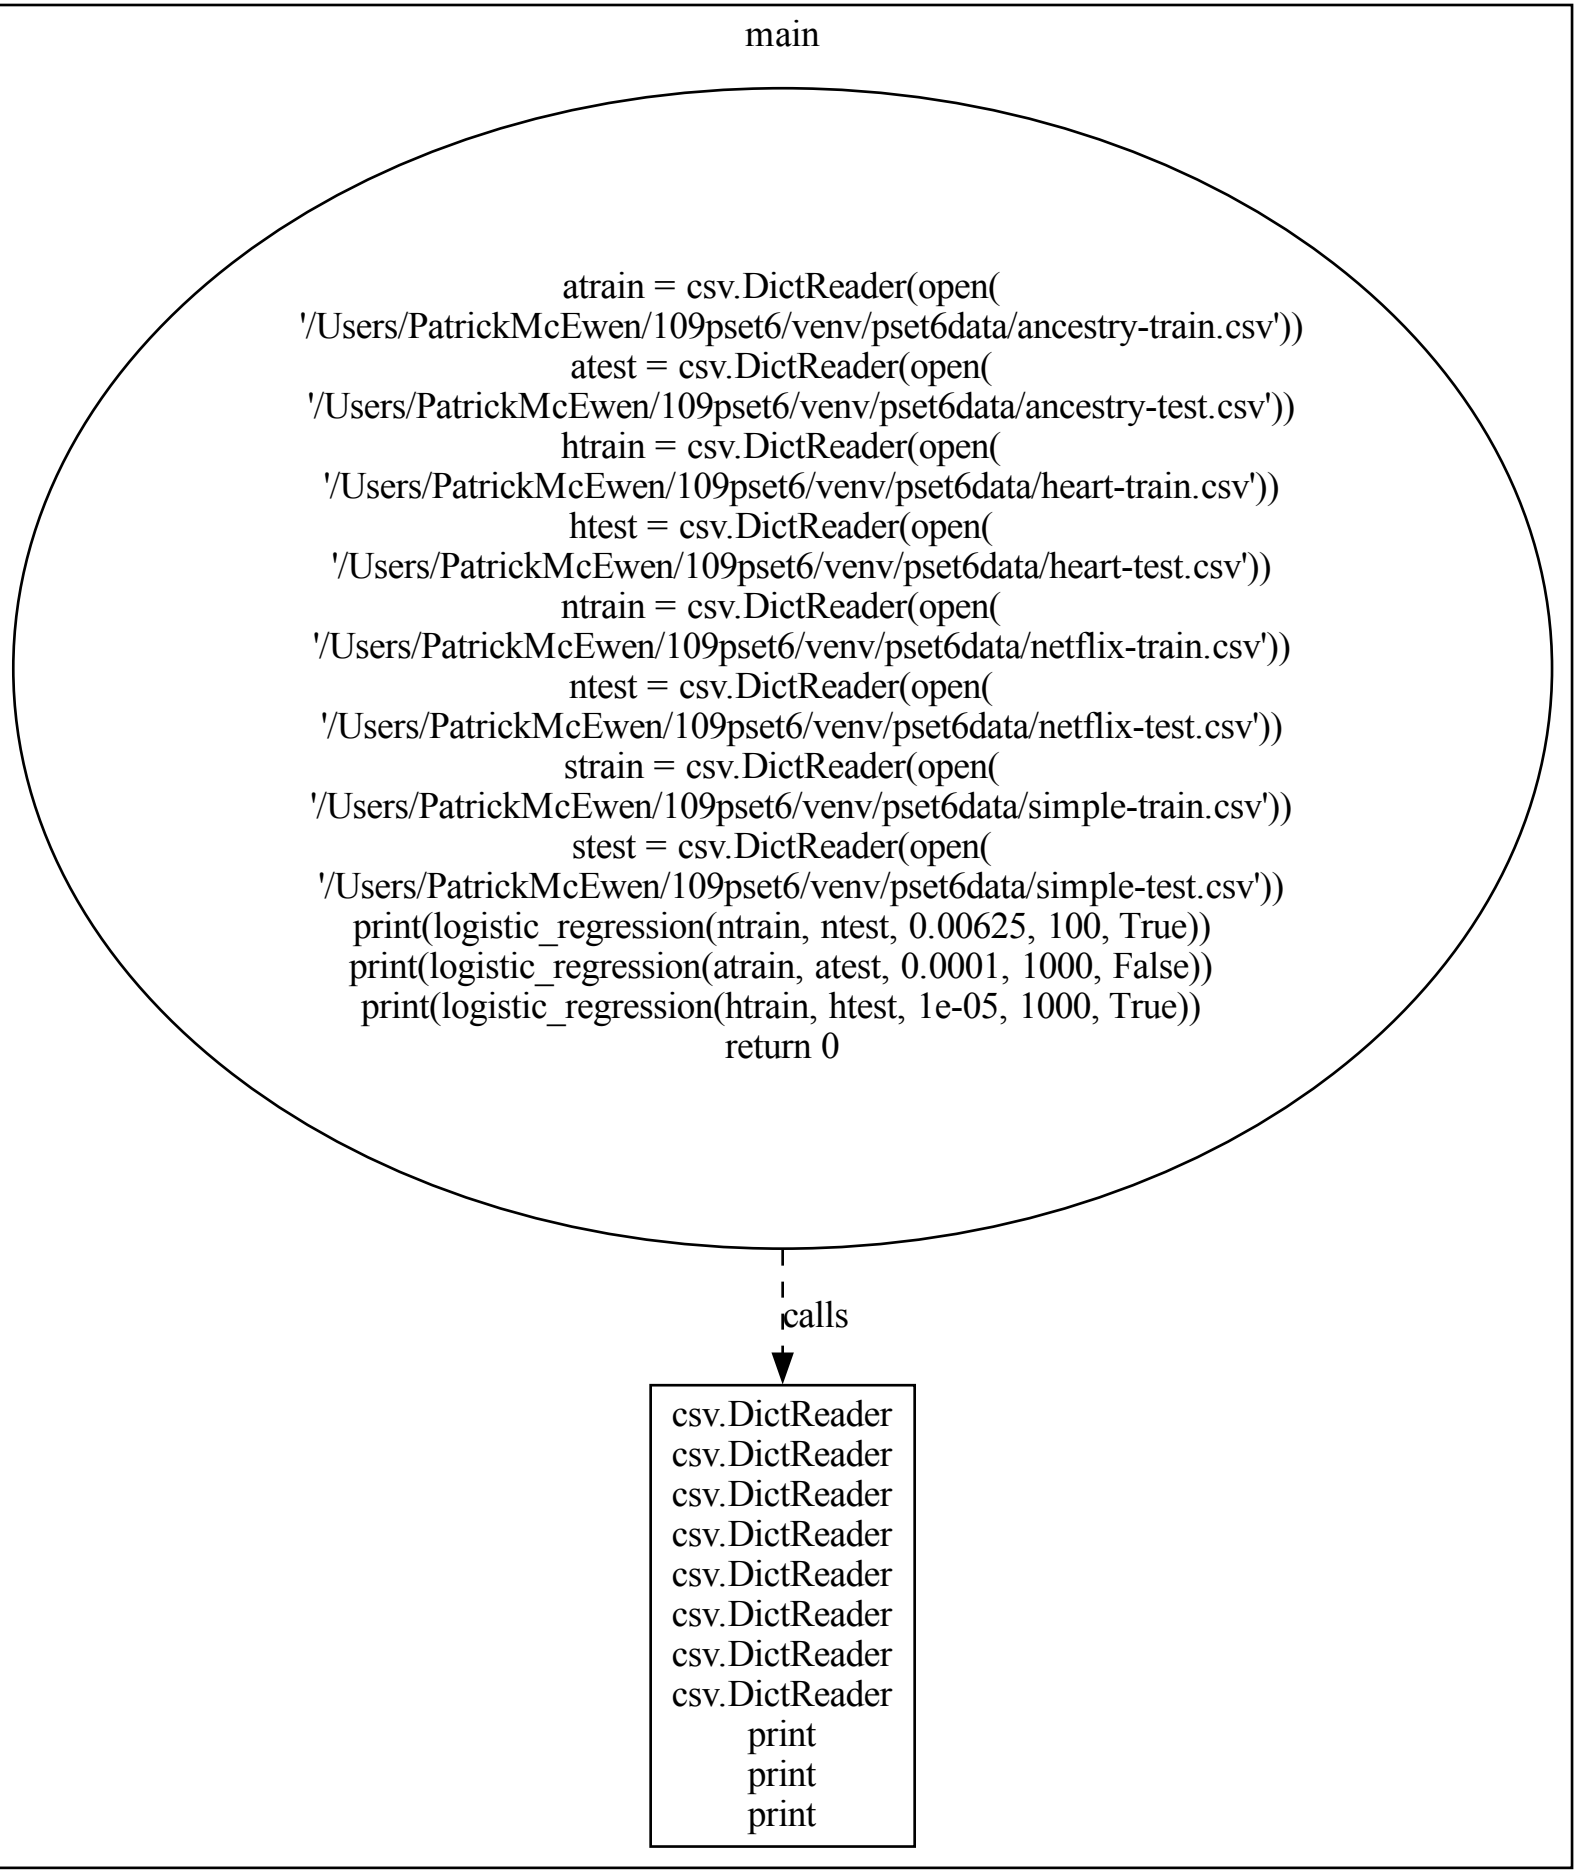 main
atrain = csv.DictReader(open(
'/Users/PatrickMcEwen/109pset6/venv/pset6data/ancestry-train.csv'))
atest = csv.DictReader(open(
'/Users/PatrickMcEwen/109pset6/venv/pset6data/ancestry-test.csv'))
htrain = csv.DictReader(open(
'/Users/PatrickMcEwen/109pset6/venv/pset6data/heart-train.csv'))
htest = csv.DictReader(open(
'/Users/PatrickMcEwen/109pset6/venv/pset6data/heart-test.csv'))
ntrain = csv.DictReader(open(
'/Users/PatrickMcEwen/109pset6/venv/pset6data/netflix-train.csv'))
ntest = csv.DictReader(open(
'/Users/PatrickMcEwen/109pset6/venv/pset6data/netflix-test.csv'))
strain = csv.DictReader(open(
'/Users/PatrickMcEwen/109pset6/venv/pset6data/simple-train.csv'))
stest = csv.DictReader(open(
'/Users/PatrickMcEwen/109pset6/venv/pset6data/simple-test.csv'))
print(logistic_regression(ntrain, ntest, 0.00625, 100, True))
print(logistic_regression(atrain, atest, 0.0001, 1000, False))
print(logistic_regression(htrain, htest, 1e-05, 1000, True))
return 0
calls
csv.DictReader
csv.DictReader
csv.DictReader
csv.DictReader
csv.DictReader
csv.DictReader
csv.DictReader
csv.DictReader
print
print
print